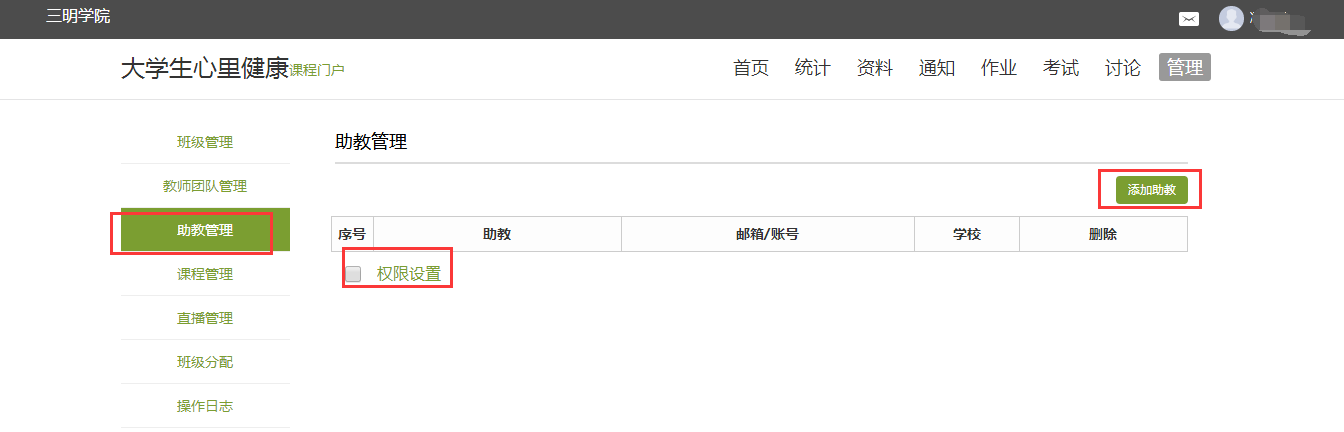 三明学院
大学生心里健康课程门户
首页 统计 资料 通知 作业 考试 讨论 管理
班级管理
教师团队管理
助教管理
课程管理
直播管理
班级分配
操作日志
助教管理
添加助教
序号 助教 邮箱/账号 学校 删除
权限设置